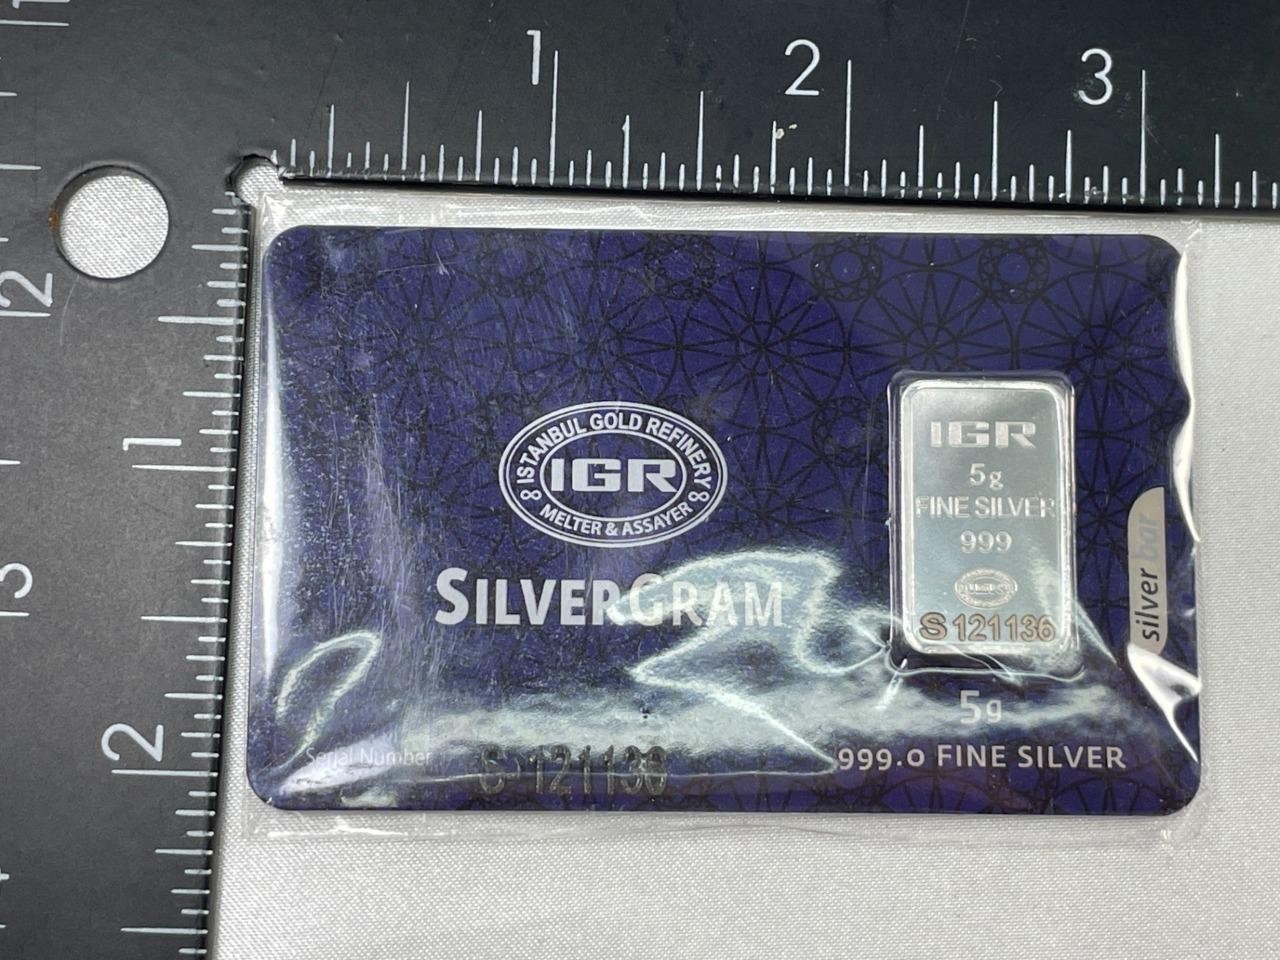 1 2 3
2
1
3
2
ISTANBUL GOLD REFINERY
IGR
MELTER & ASSAYER
SILVERGRAM
IGR
5g
FINE SILVER
999
IGR
S 121136
silver bar
5g
Serial Number S 121136
999.0 FINE SILVER